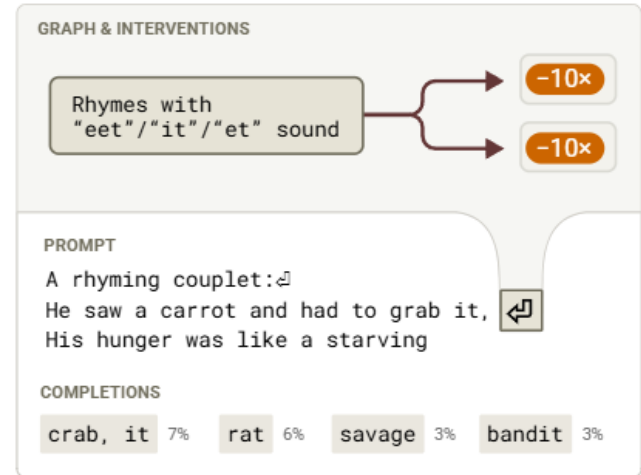 GRAPH & INTERVENTIONS
Rhymes with
“eet”/“it”/“et” sound
−10×
−10×
PROMPT
A rhyming couplet:⏎
He saw a carrot and had to grab it, ⏎
His hunger was like a starving
COMPLETIONS
crab, it 7% rat 6% savage 3% bandit 3%